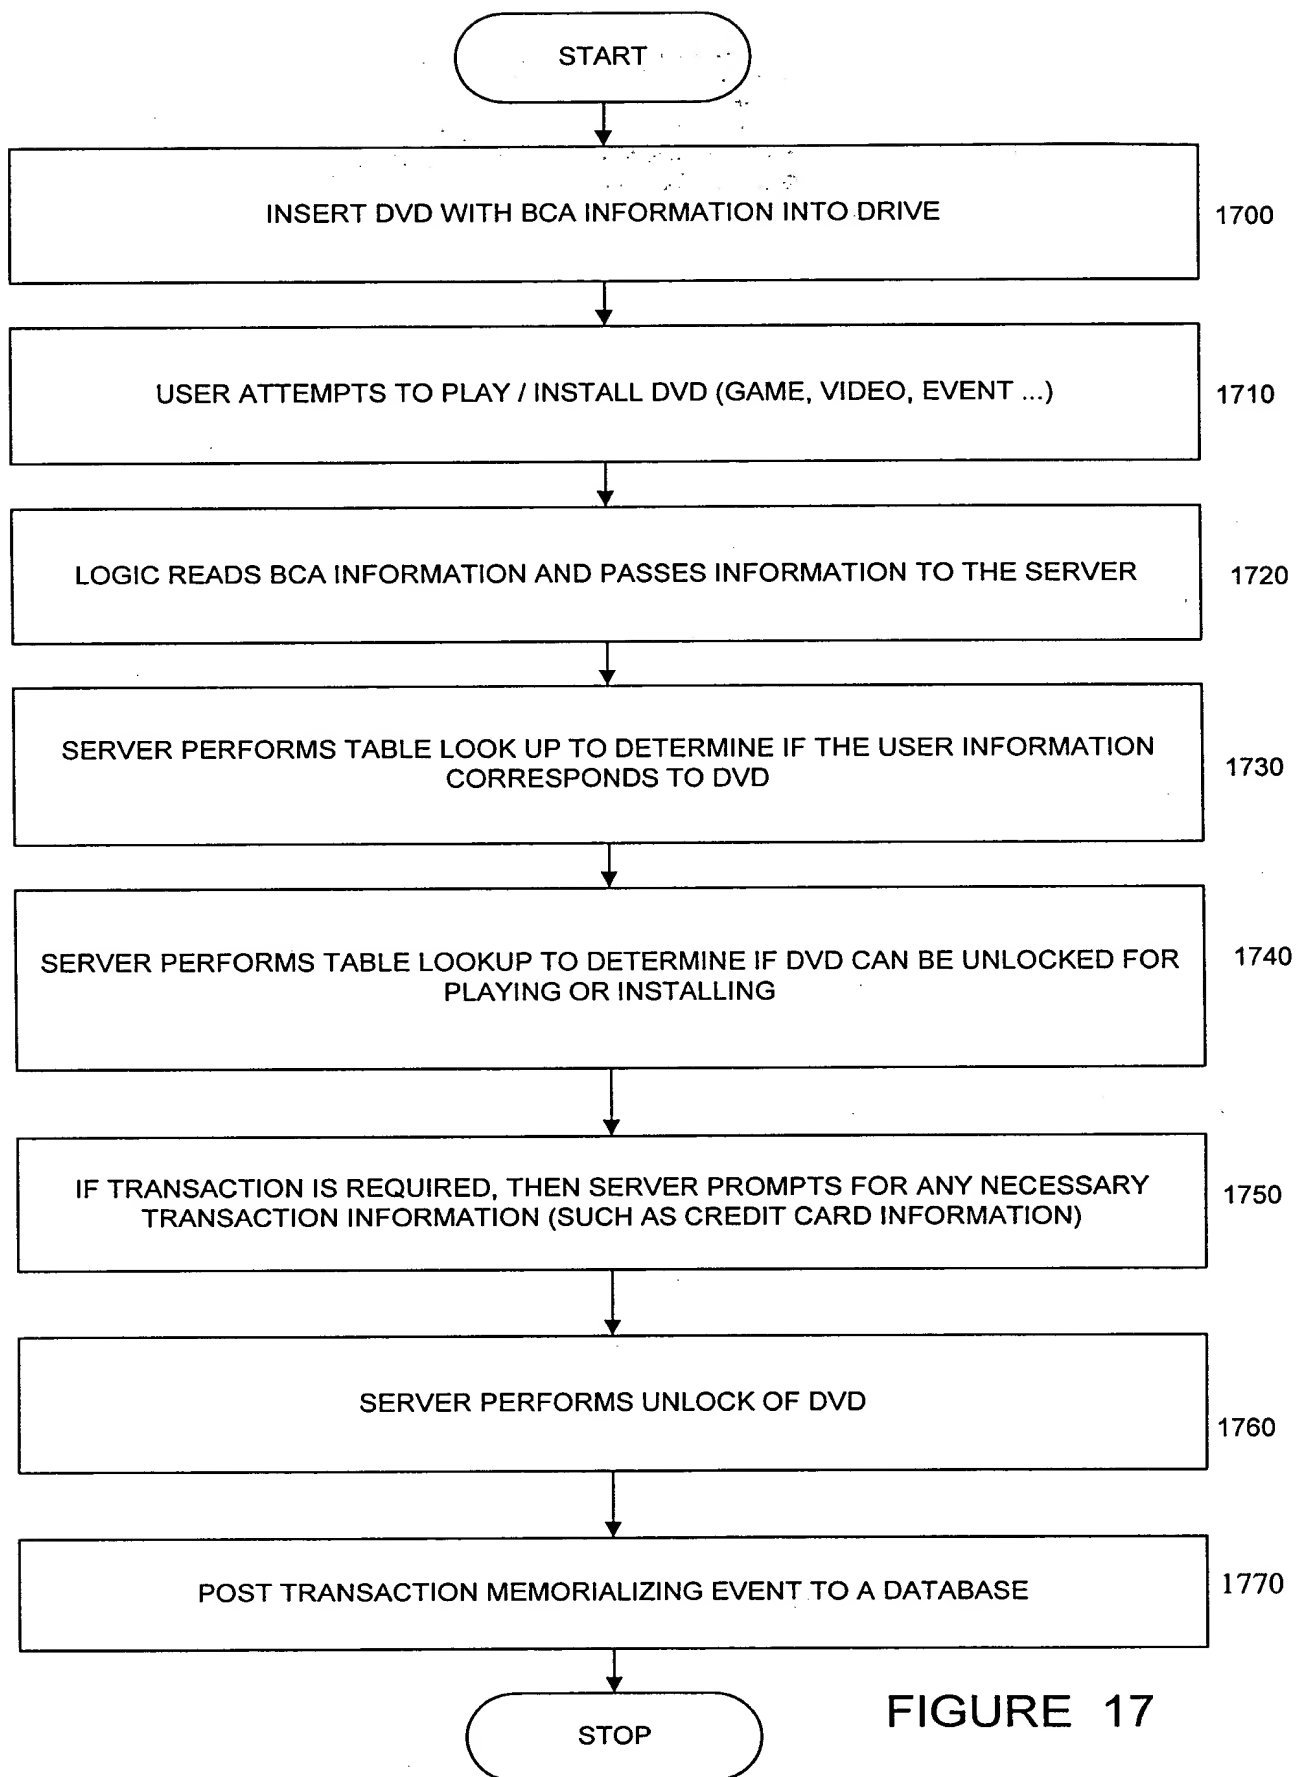 START
INSERT DVD WITH BCA INFORMATION INTO DRIVE
1700
USER ATTEMPTS TO PLAY / INSTALL DVD (GAME, VIDEO, EVENT ...)
1710
LOGIC READS BCA INFORMATION AND PASSES INFORMATION TO THE SERVER
1720
SERVER PERFORMS TABLE LOOK UP TO DETERMINE IF THE USER INFORMATION
CORRESPONDS TO DVD
1730
SERVER PERFORMS TABLE LOOKUP TO DETERMINE IF DVD CAN BE UNLOCKED FOR
PLAYING OR INSTALLING
1740
IF TRANSACTION IS REQUIRED, THEN SERVER PROMPTS FOR ANY NECESSARY
TRANSACTION INFORMATION (SUCH AS CREDIT CARD INFORMATION)
1750
SERVER PERFORMS UNLOCK OF DVD
1760
POST TRANSACTION MEMORIALIZING EVENT TO A DATABASE
1770
STOP
FIGURE 17